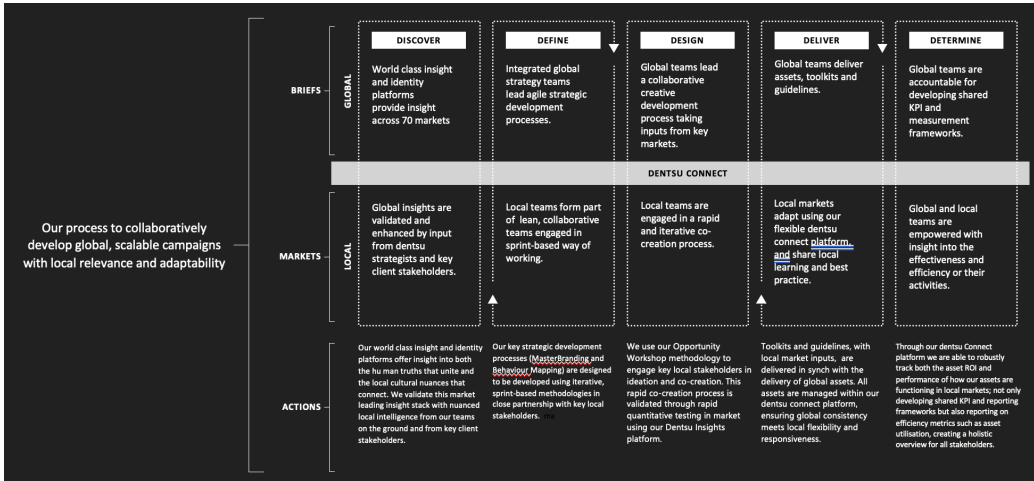 Our process to collaboratively
develop global, scalable campaigns
with local relevance and adaptability
BRIEFS
GLOBAL
DISCOVER
World class insight
and identity
platforms
provide insight
across 70 markets
DEFINE
Integrated global
strategy teams
lead agile strategic
development
processes.
DESIGN
Global teams lead
a collaborative
creative
development
process taking
inputs from key
markets.
DELIVER
Global teams deliver
assets, toolkits and
guidelines.
DETERMINE
Global teams are
accountable for
developing shared
KPI and
measurement
frameworks.
DENTSU CONNECT
MARKETS
LOCAL
Global insights are
validated and
enhanced by input
from dentsu
strategists and key
client stakeholders.
Local teams form part
of lean, collaborative
teams engaged in
sprint-based way of
working.
Local teams are
engaged in a rapid
and iterative co-
creation process.
Local markets
adapt using our
flexible dentsu
connect platform,
and share local
learning and best
practice.
Global and local
teams are
empowered with
insight into the
effectiveness and
efficiency or their
activities.
ACTIONS
Our world class insight and identity
platforms offer insight into both
the human truths that unite and
the local cultural nuances that
connect. We validate this market
leading insight stack with nuanced
local intelligence from our teams
on the ground and from key client
stakeholders.
Our key strategic development
processes (MasterBranding and
Behaviour Mapping) are designed
to be developed using iterative,
sprint-based methodologies in
close partnership with key local
stakeholders.
We use our Opportunity
Workshop methodology to
engage key local stakeholders in
ideation and co-creation. This
rapid co-creation process is
validated through rapid
quantitative testing in market
using our Dentsu Insights
platform.
Toolkits and guidelines, with
local market inputs, are
delivered in synch with the
delivery of global assets. All
assets are managed within our
dentsu connect platform,
ensuring global consistency
meets local flexibility and
responsiveness.
Through our dentsu Connect
platform we are able to robustly
track both the asset ROI and
performance of how our assets are
functioning in local markets; not only
developing shared KPI and reporting
frameworks but also reporting on
efficiency metrics such as asset
utilisation, creating a holistic
overview for all stakeholders.